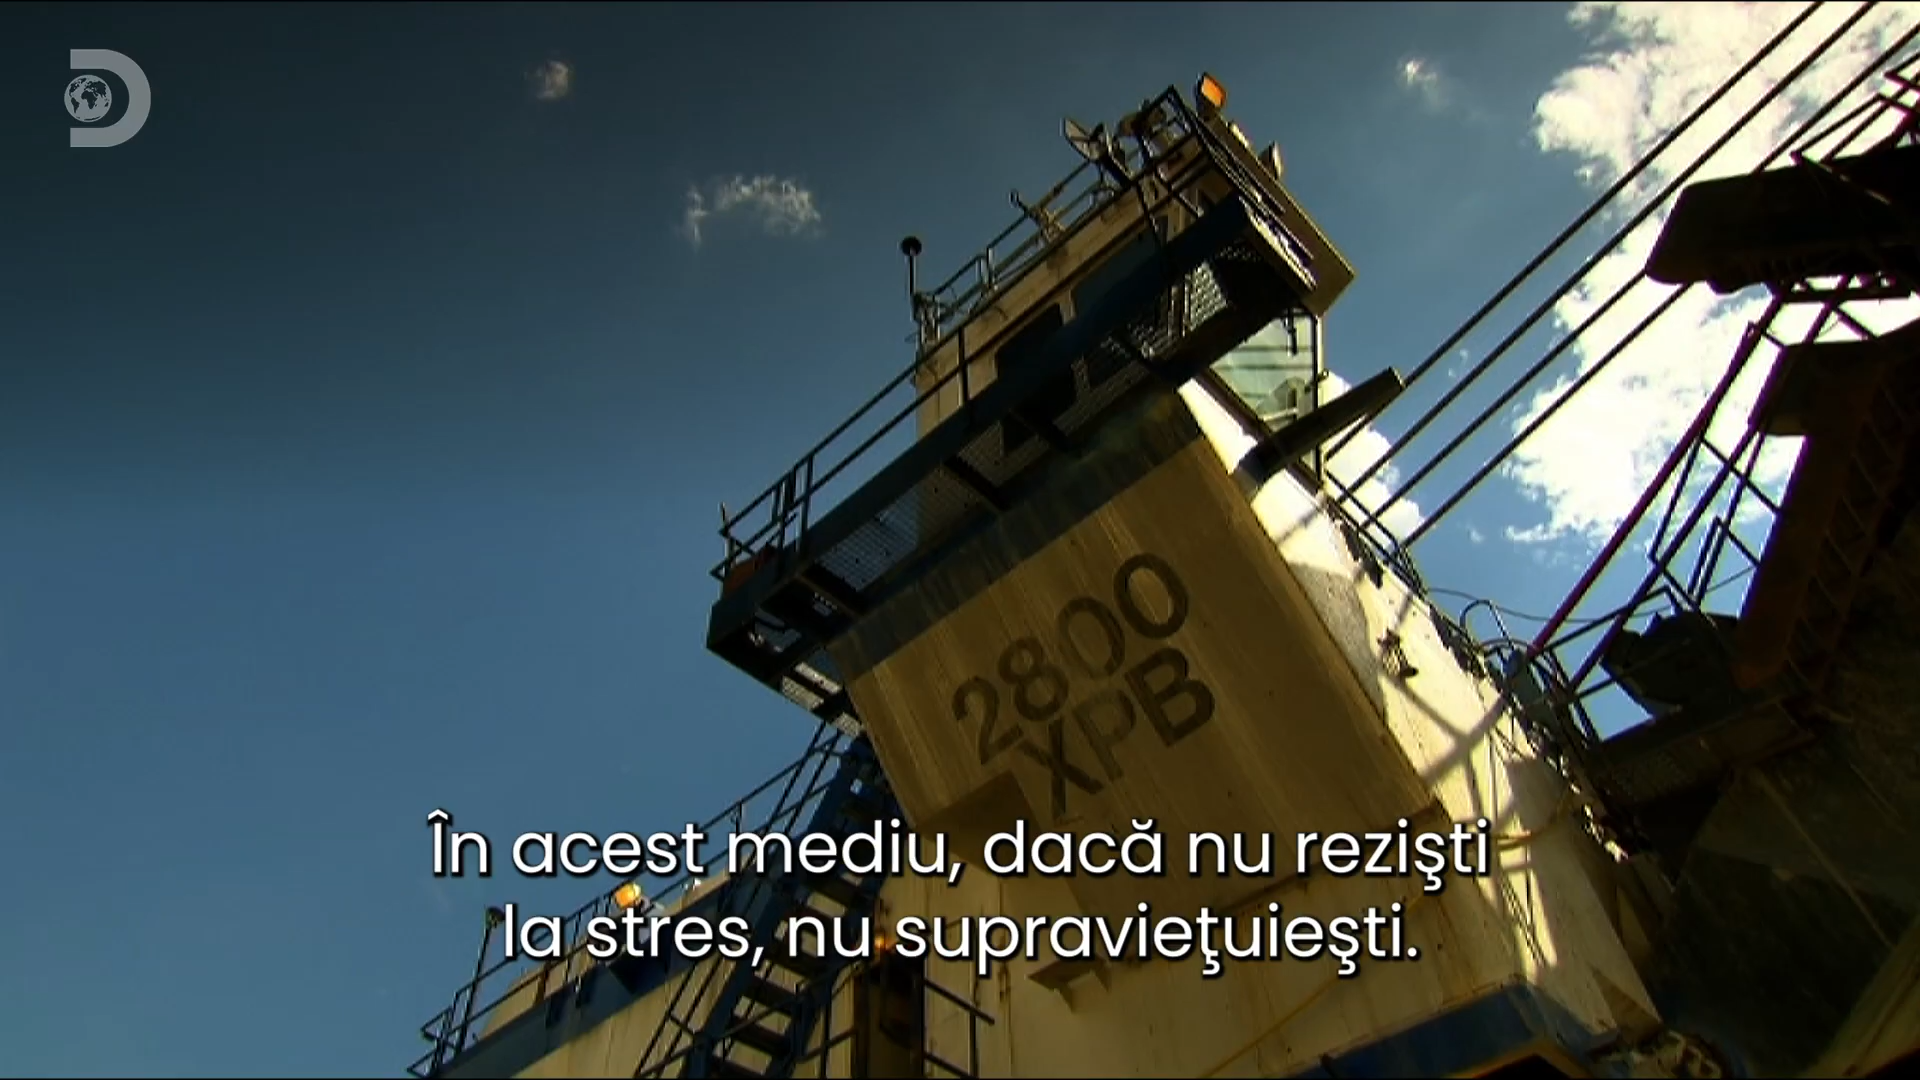 2800
XPB
În acest mediu, dacă nu rezişti
la stres, nu supravieţuieşti.